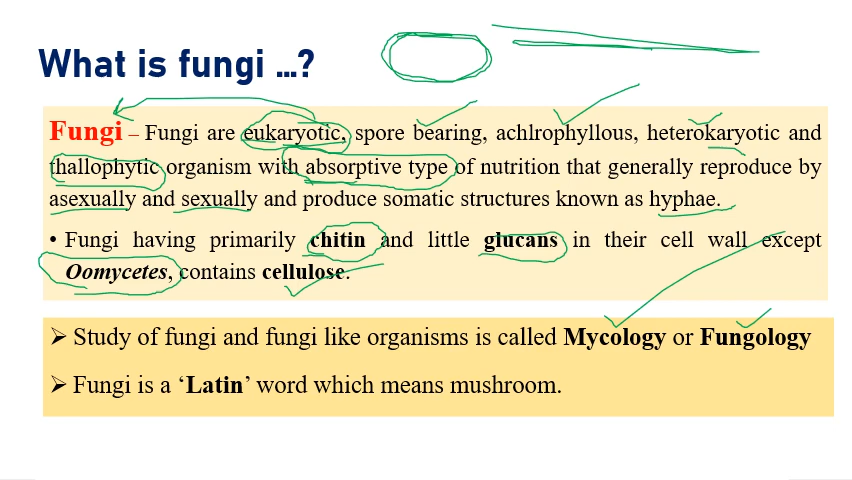 What is fungi ...?
Fungi – Fungi are eukaryotic, spore bearing, achlrophyllous, heterokaryotic and
thallophytic organism with absorptive type of nutrition that generally reproduce by
asexually and sexually and produce somatic structures known as hyphae.
• Fungi having primarily chitin and little glucans in their cell wall except
Oomycetes, contains cellulose.
➢ Study of fungi and fungi like organisms is called Mycology or Fungology
➢ Fungi is a ‘Latin’ word which means mushroom.